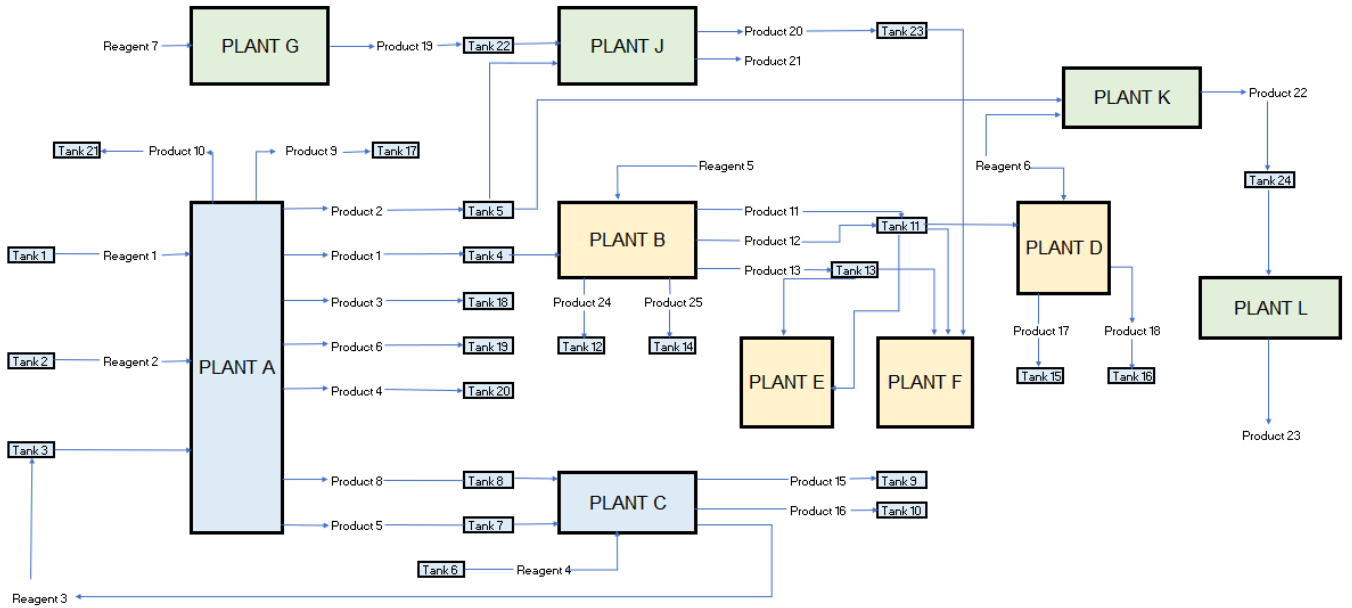 Reagent 7
PLANT G
Product 19
Tank 22
PLANT J
Product 20
Tank 23
Product 21
PLANT K
Product 22
Tank 21
Product 10
Product 9
Tank 17
Reagent 5
Reagent 6
Tank 24
Product 2
Tank 5
Product 11
Tank 11
Product 12
PLANT B
PLANT D
Tank 1
Reagent 1
Product 1
Tank 4
Product 13
Tank 13
Product 3
Tank 18
Product 24
Product 25
PLANT L
Product 6
Tank 19
Tank 12
Tank 14
Product 17
Product 18
Tank 2
Reagent 2
PLANT A
Product 4
Tank 20
PLANT E
PLANT F
Tank 15
Tank 16
Product 23
Tank 3
Product 8
Tank 8
PLANT C
Product 15
Tank 9
Product 16
Tank 10
Product 5
Tank 7
Tank 6
Reagent 4
Reagent 3